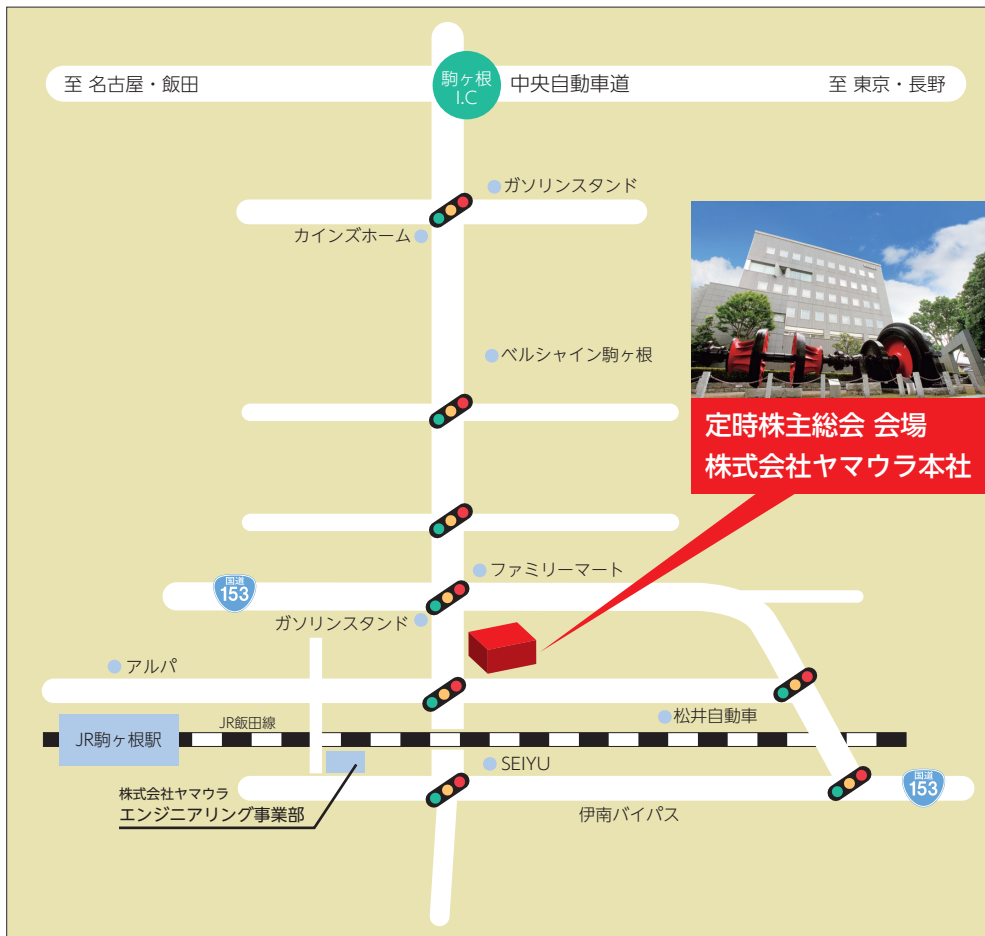 至 名古屋・飯田
駒ヶ根
I.C
中央自動車道
至 東京・長野
ガソリンスタンド
カインズホーム
ベルシャイン駒ヶ根
定時株主総会 会場
株式会社ヤマウラ本社
ファミリーマート
国道
153
ガソリンスタンド
アルパ
松井自動車
JR飯田線
JR駒ヶ根駅
SEIYU
国道
153
株式会社ヤマウラ
エンジニアリング事業部
伊南バイパス